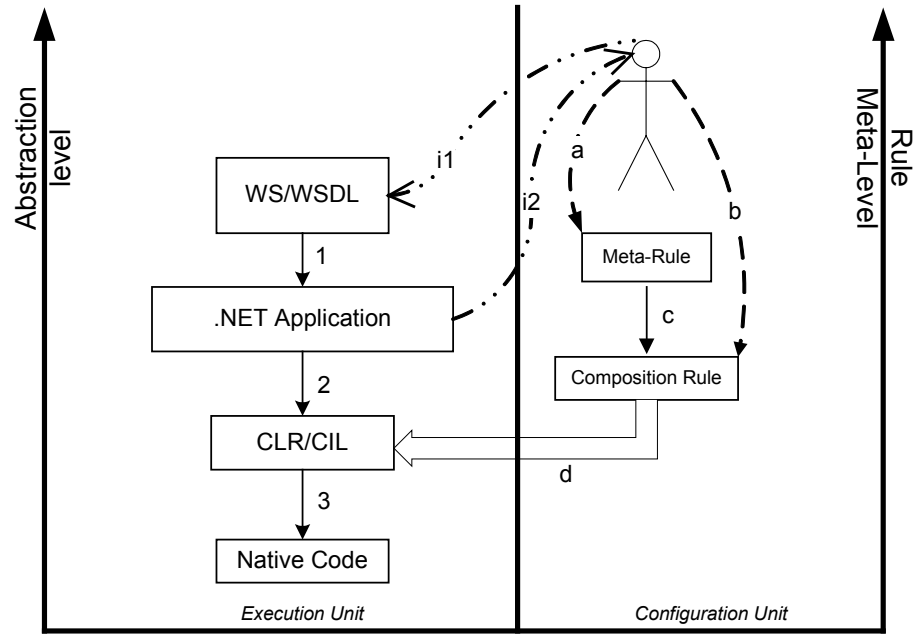 Abstraction
level
WS/WSDL
1
.NET Application
2
CLR/CIL
3
Native Code
Execution Unit
i1
i2
a
b
Meta-Rule
c
Composition Rule
d
Configuration Unit
Rule
Meta-Level